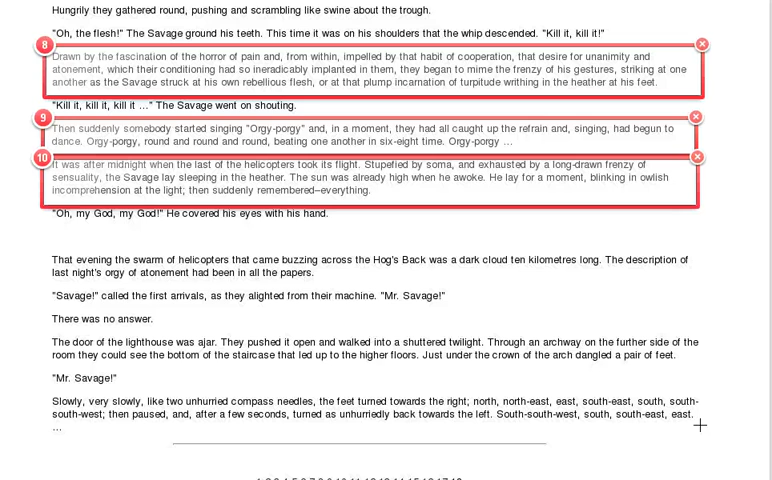 Hungrily they gathered round, pushing and scrambling like swine about the trough.
"Oh, the flesh!" The Savage ground his teeth. This time it was on his shoulders that the whip descended. "Kill it, kill it!"
8
Drawn by the fascination of the horror of pain and, from within, impelled by that habit of cooperation, that desire for unanimity and
atonement, which their conditioning had so ineradicably implanted in them, they began to mime the frenzy of his gestures, striking at one
another as the Savage struck at his own rebellious flesh, or at that plump incarnation of turpitude writhing in the heather at his feet.
"Kill it, kill it, kill it ..." The Savage went on shouting.
9
Then suddenly somebody started singing "Orgy-porgy" and, in a moment, they had all caught up the refrain and, singing, had begun to
dance. Orgy-porgy, round and round and round, beating one another in six-eight time. Orgy-porgy ...
10
It was after midnight when the last of the helicopters took its flight. Stupefied by soma, and exhausted by a long-drawn frenzy of
sensuality, the Savage lay sleeping in the heather. The sun was already high when he awoke. He lay for a moment, blinking in owlish
incomprehension at the light; then suddenly remembered–everything.
"Oh, my God, my God!" He covered his eyes with his hand.
That evening the swarm of helicopters that came buzzing across the Hog's Back was a dark cloud ten kilometres long. The description of
last night's orgy of atonement had been in all the papers.
"Savage!" called the first arrivals, as they alighted from their machine. "Mr. Savage!"
There was no answer.
The door of the lighthouse was ajar. They pushed it open and walked into a shuttered twilight. Through an archway on the further side of the
room they could see the bottom of the staircase that led up to the higher floors. Just under the crown of the arch dangled a pair of feet.
"Mr. Savage!"
Slowly, very slowly, like two unhurried compass needles, the feet turned towards the right; north, north-east, east, south-east, south, south-
south-west; then paused, and, after a few seconds, turned as unhurriedly back towards the left. South-south-west, south, south-east, east.
...